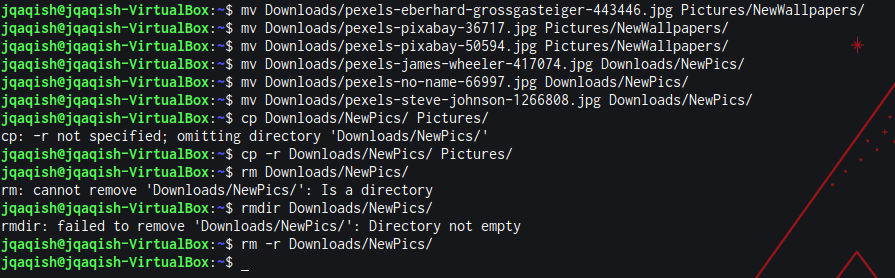 jqaqish@jqaqish-VirtualBox:~$ mv Downloads/pexels-eberhard-grossgasteiger-443446.jpg Pictures/NewWallpapers/
jqaqish@jqaqish-VirtualBox:~$ mv Downloads/pexels-pixabay-36717.jpg Pictures/NewWallpapers/
jqaqish@jqaqish-VirtualBox:~$ mv Downloads/pexels-pixabay-50594.jpg Pictures/NewWallpapers/
jqaqish@jqaqish-VirtualBox:~$ mv Downloads/pexels-james-wheeler-417074.jpg Downloads/NewPics/
jqaqish@jqaqish-VirtualBox:~$ mv Downloads/pexels-no-name-66997.jpg Downloads/NewPics/
jqaqish@jqaqish-VirtualBox:~$ mv Downloads/pexels-steve-johnson-1266808.jpg Downloads/NewPics/
jqaqish@jqaqish-VirtualBox:~$ cp Downloads/NewPics/ Pictures/
cp: -r not specified; omitting directory 'Downloads/NewPics/'
jqaqish@jqaqish-VirtualBox:~$ cp -r Downloads/NewPics/ Pictures/
jqaqish@jqaqish-VirtualBox:~$ rm Downloads/NewPics/
rm: cannot remove 'Downloads/NewPics/': Is a directory
jqaqish@jqaqish-VirtualBox:~$ rmdir Downloads/NewPics/
rmdir: failed to remove 'Downloads/NewPics/': Directory not empty
jqaqish@jqaqish-VirtualBox:~$ rm -r Downloads/NewPics/
jqaqish@jqaqish-VirtualBox:~$ _